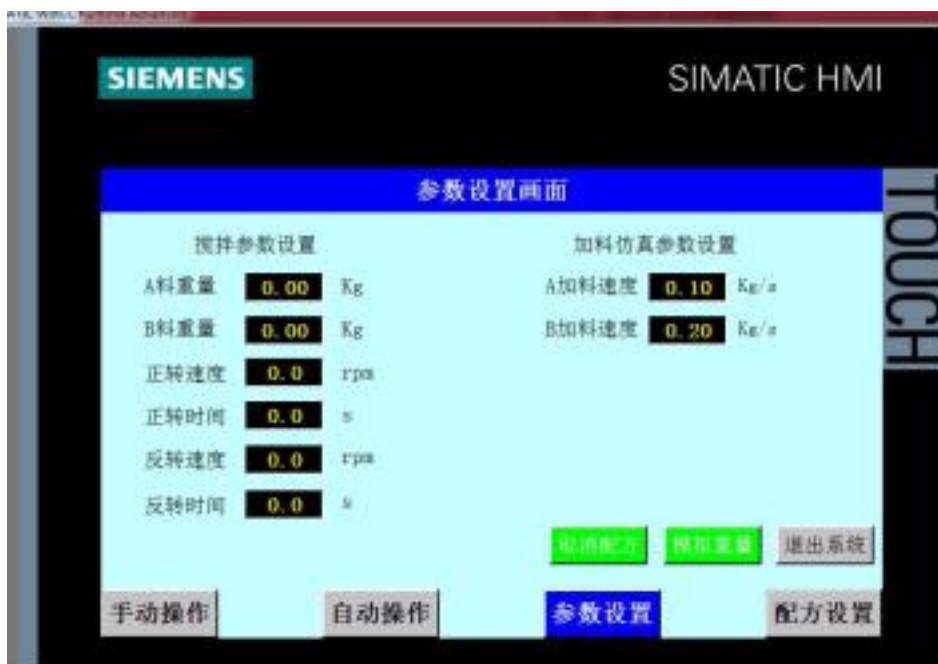 SIEMENS
SIMATIC HMI
TOUCH
参数设置画面
搅拌参数设置
A料重量 0.00 Kg
B料重量 0.00 Kg
正转速度 0.0 rpm
正转时间 0.0 s
反转速度 0.0 rpm
反转时间 0.0 s
加料仿真参数设置
A加料速度 0.10 Kg/s
B加料速度 0.20 Kg/s
取消配方 模拟重量 退出系统
手动操作 自动操作 参数设置 配方设置